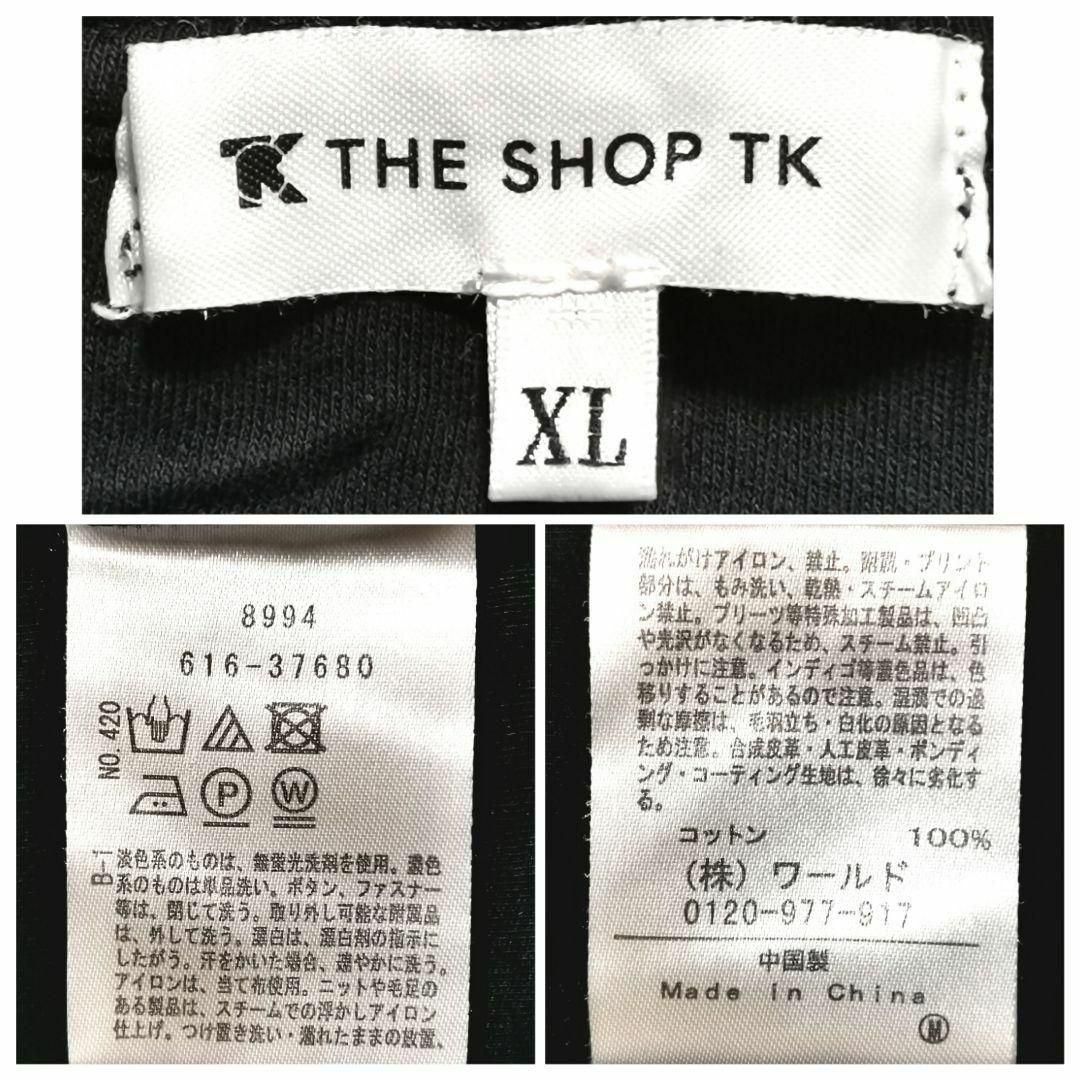 THE SHOP TK
XL
8994
616-37680
NO.420
P W
B-1
淡色系のものは、無蛍光洗剤を使用。濃色
系のものは単品洗い。ボタン、ファスナー
等は、閉じて洗う。取り外し可能な附属品
は、外して洗う。漂白は、漂白剤の指示に
したがう。汗をかいた場合、速やかに洗う。
アイロンは、当て布使用。ニットや毛足の
ある製品は、スチームでの浮かしアイロン
仕上げ。つけ置き洗い・濡れたままの放置、
濡れがけアイロン、禁止。附属・プリント
部分は、もみ洗い、乾熱・スチームアイロ
ン禁止。プリーツ等特殊加工製品は、凹凸
や光沢がなくなるため、スチーム禁止。引
っかけに注意。インディゴ等濃色品は、色
移りすることがあるので注意。湿潤での過
剰な摩擦は、毛羽立ち・白化の原因となる
ため注意。合成皮革・人工皮革・ボンディ
ング・コーティング生地は、徐々に劣化す
る。
コットン 100%
(株)ワールド
0120-977-917
中国製
Made in China
M